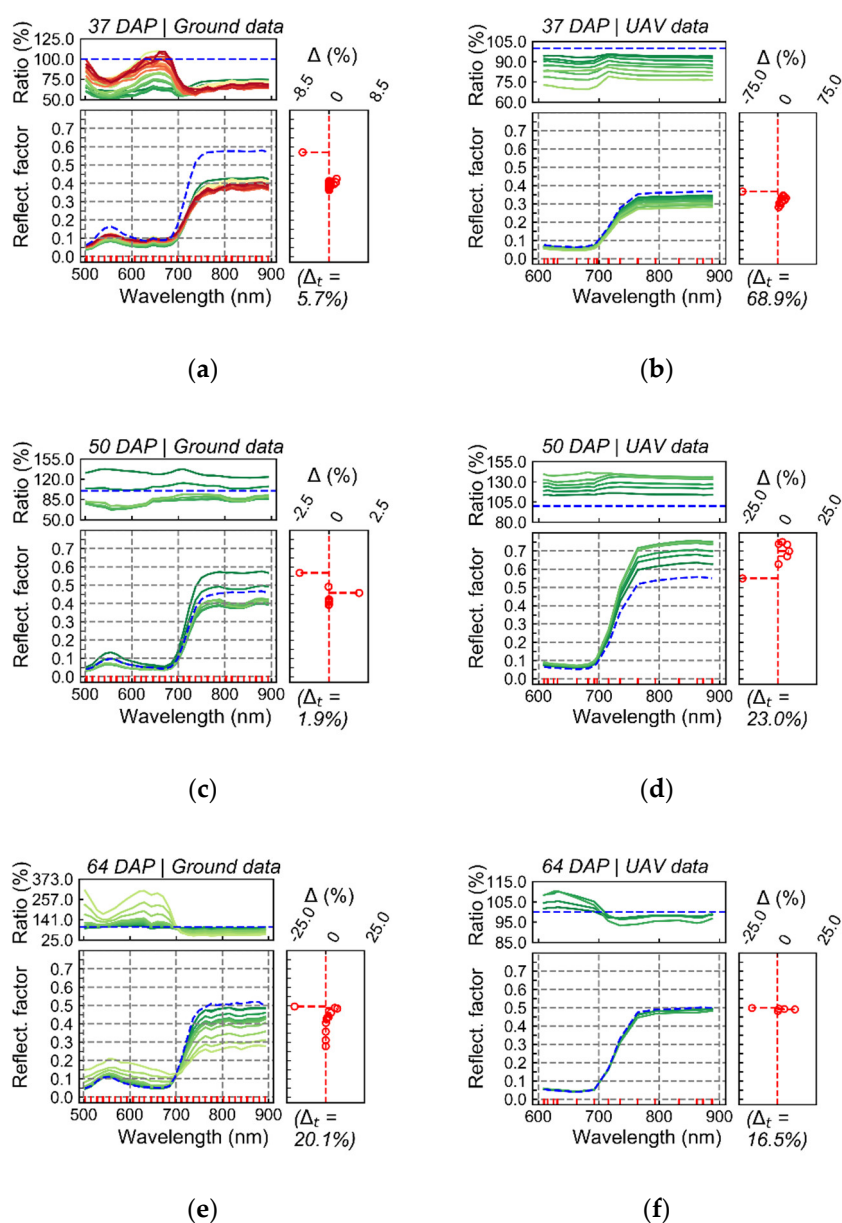 37 DAP | Ground data
Ratio (%)
125.0
100.0
75.0
50.0
Δ (%)
-8.5
0
8.5
Reflect. factor
0.7
0.6
0.5
0.4
0.3
0.2
0.1
0.0
500 600 700 800 900
Wavelength (nm)
(Δt =
5.7%)
(a)
37 DAP | UAV data
Ratio (%)
105.0
90.0
75.0
60.0
Δ (%)
-75.0
0
75.0
Reflect. factor
0.7
0.6
0.5
0.4
0.3
0.2
0.1
0.0
600 700 800 900
Wavelength (nm)
(Δt =
68.9%)
(b)
50 DAP | Ground data
Ratio (%)
155.0
120.0
85.0
50.0
Δ (%)
-2.5
0
2.5
Reflect. factor
0.7
0.6
0.5
0.4
0.3
0.2
0.1
0.0
500 600 700 800 900
Wavelength (nm)
(Δt =
1.9%)
(c)
50 DAP | UAV data
Ratio (%)
155.0
130.0
105.0
80.0
Δ (%)
-25.0
0
25.0
Reflect. factor
0.7
0.6
0.5
0.4
0.3
0.2
0.1
0.0
600 700 800 900
Wavelength (nm)
(Δt =
23.0%)
(d)
64 DAP | Ground data
Ratio (%)
373.0
257.0
141.0
25.0
Δ (%)
-25.0
0
25.0
Reflect. factor
0.7
0.6
0.5
0.4
0.3
0.2
0.1
0.0
500 600 700 800 900
Wavelength (nm)
(Δt =
20.1%)
(e)
64 DAP | UAV data
Ratio (%)
115.0
105.0
95.0
85.0
Δ (%)
-25.0
0
25.0
Reflect. factor
0.7
0.6
0.5
0.4
0.3
0.2
0.1
0.0
600 700 800 900
Wavelength (nm)
(Δt =
16.5%)
(f)